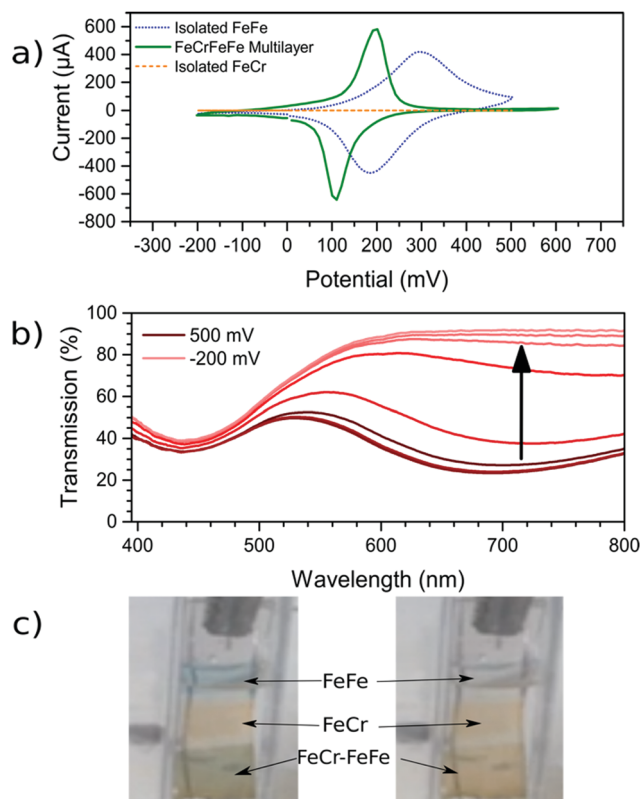 a)
Isolated FeFe
FeCrFeFe Multilayer
Isolated FeCr
Current (µA)
600
400
200
0
-200
-400
-600
-800
-300 -200 -100 0 100 200 300 400 500 600 700
Potential (mV)
b)
500 mV
-200 mV
Transmission (%)
100
80
60
40
20
0
400 500 600 700 800
Wavelength (nm)
c)
FeFe
FeCr
FeCr-FeFe